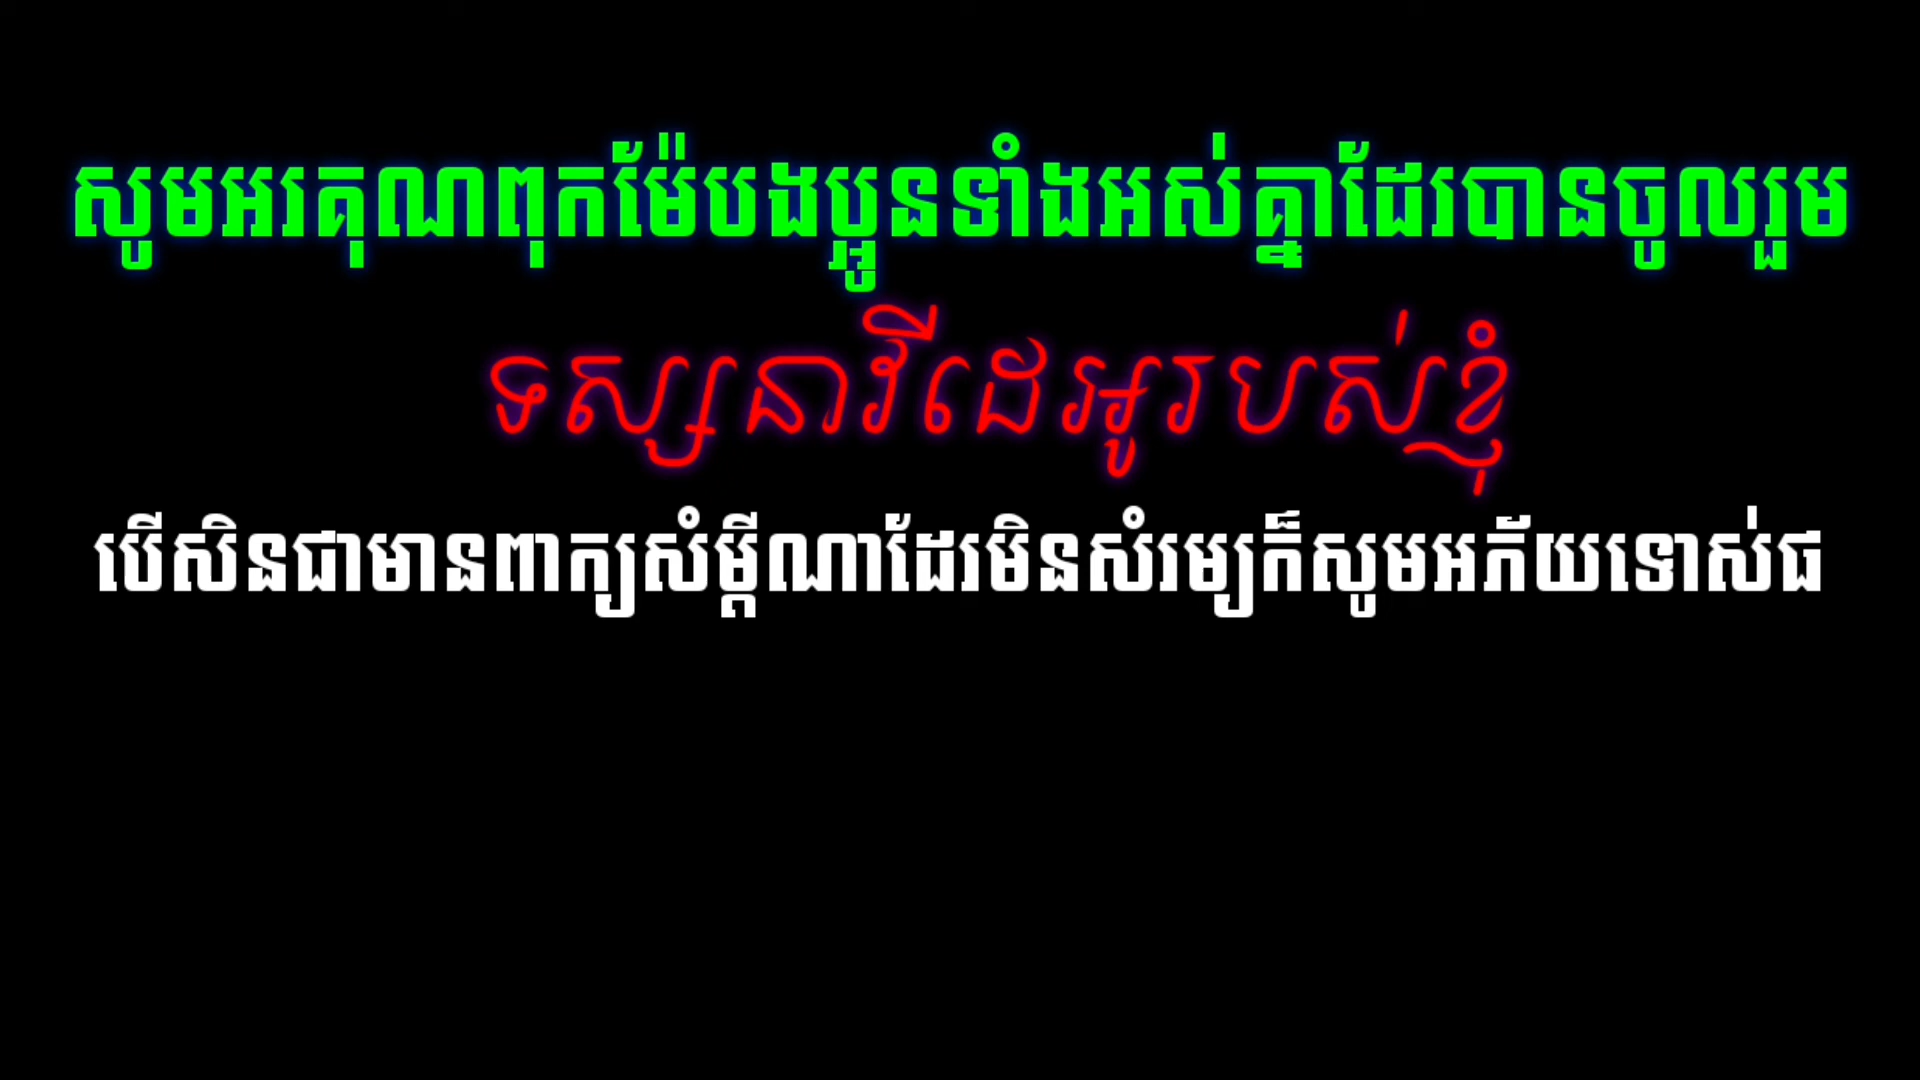 សូមអរគុណពុកម៉ែបងប្អូនទាំងអស់គ្នាដែរបានចូលរួម
ទស្សនាវីដេអូរបស់ខ្ញុំ
បើសិនជាមានពាក្យសំម្ដីណាដែរមិនសំរម្យក៏សូមអភ័យទោស់ផ